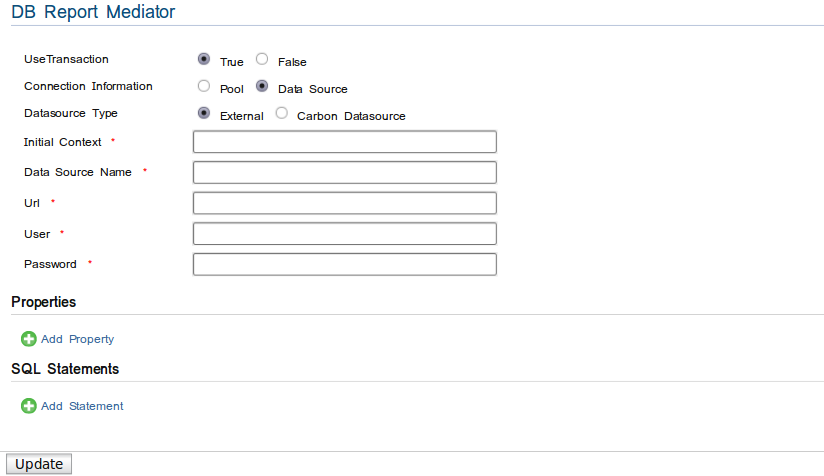 DB Report Mediator
UseTransaction True False
Connection Information Pool Data Source
Datasource Type External Carbon Datasource
Initial Context *
Data Source Name *
Url *
User *
Password *
Properties
Add Property
SQL Statements
Add Statement
Update